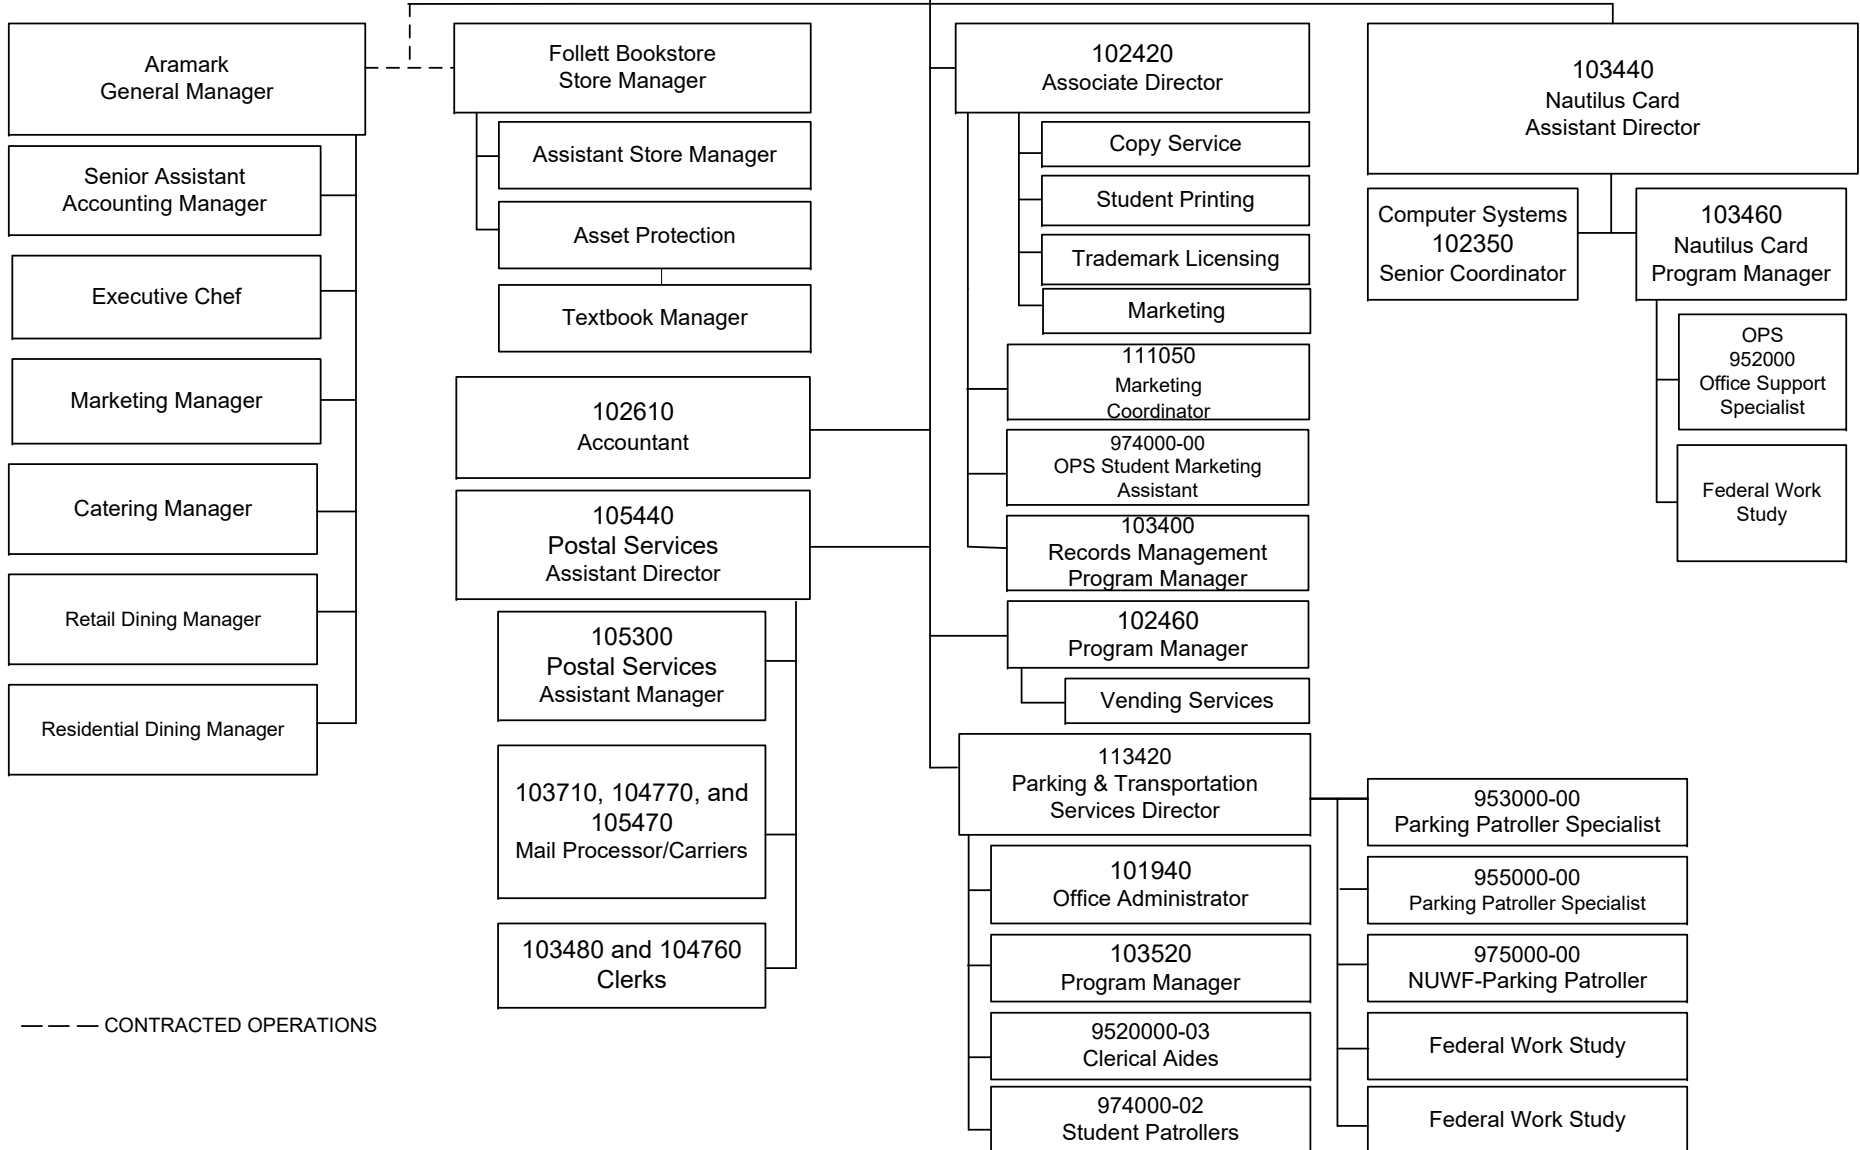 Aramark
General Manager
Senior Assistant
Accounting Manager
Executive Chef
Marketing Manager
Catering Manager
Retail Dining Manager
Residential Dining Manager
— — — CONTRACTED OPERATIONS
Follett Bookstore
Store Manager
Assistant Store Manager
Asset Protection
Textbook Manager
102610
Accountant
105440
Postal Services
Assistant Director
105300
Postal Services
Assistant Manager
103710, 104770, and
105470
Mail Processor/Carriers
103480 and 104760
Clerks
102420
Associate Director
Copy Service
Student Printing
Trademark Licensing
Marketing
111050
Marketing
Coordinator
974000-00
OPS Student Marketing
Assistant
103400
Records Management
Program Manager
102460
Program Manager
Vending Services
113420
Parking & Transportation
Services Director
101940
Office Administrator
103520
Program Manager
9520000-03
Clerical Aides
974000-02
Student Patrollers
953000-00
Parking Patroller Specialist
955000-00
Parking Patroller Specialist
975000-00
NUWF-Parking Patroller
Federal Work Study
Federal Work Study
103440
Nautilus Card
Assistant Director
Computer Systems
102350
Senior Coordinator
103460
Nautilus Card
Program Manager
OPS
952000
Office Support
Specialist
Federal Work
Study